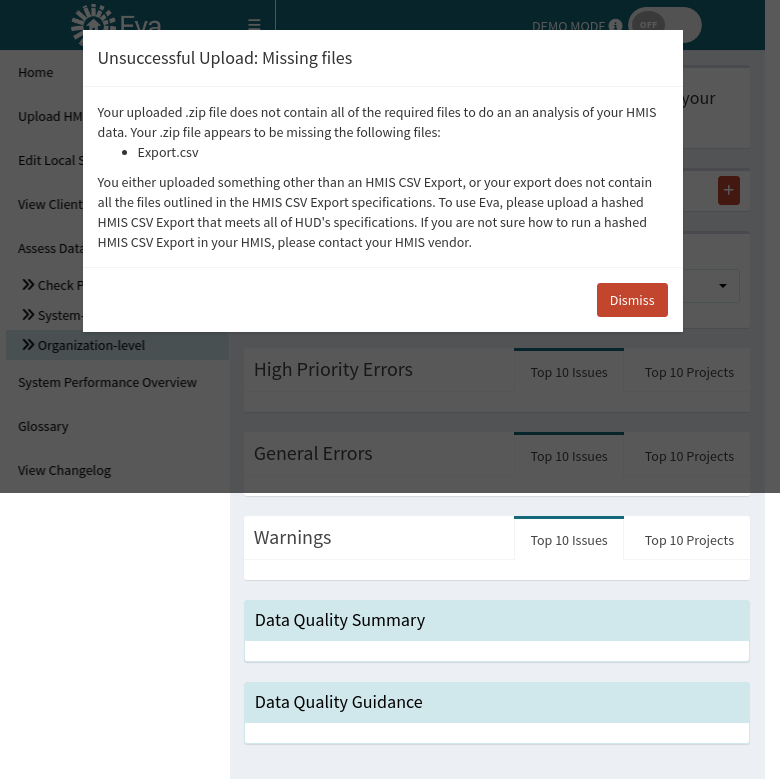 Eva
☰
DEMO MODE
OFF
Unsuccessful Upload: Missing files
Home
Upload HM
your
Your uploaded .zip file does not contain all of the required files to do an an analysis of your HMIS
data. Your .zip file appears to be missing the following files:
• Export.csv
Edit Local S
You either uploaded something other than an HMIS CSV Export, or your export does not contain
all the files outlined in the HMIS CSV Export specifications. To use Eva, please upload a hashed
HMIS CSV Export that meets all of HUD's specifications. If you are not sure how to run a hashed
HMIS CSV Export in your HMIS, please contact your HMIS vendor.
+
View Client
Assess Data
Check P
System-
Dismiss
Organization-level
System Performance Overview
Glossary
View Changelog
High Priority Errors
Top 10 Issues
Top 10 Projects
General Errors
Top 10 Issues
Top 10 Projects
Warnings
Top 10 Issues
Top 10 Projects
Data Quality Summary
Data Quality Guidance